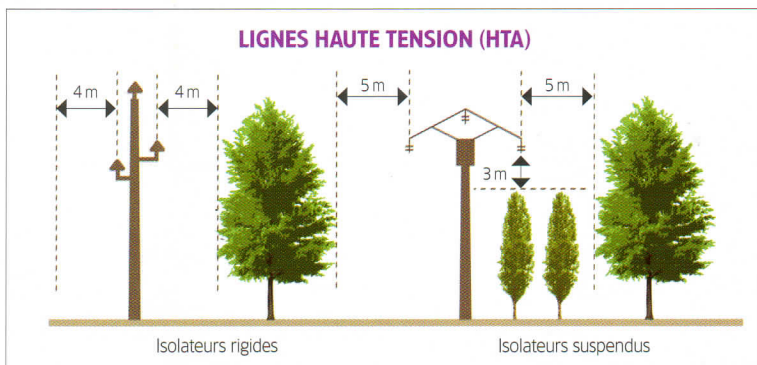 LIGNES HAUTE TENSION (HTA)
4 m 4 m 5 m 5 m
3 m
Isolateurs rigides Isolateurs suspendus